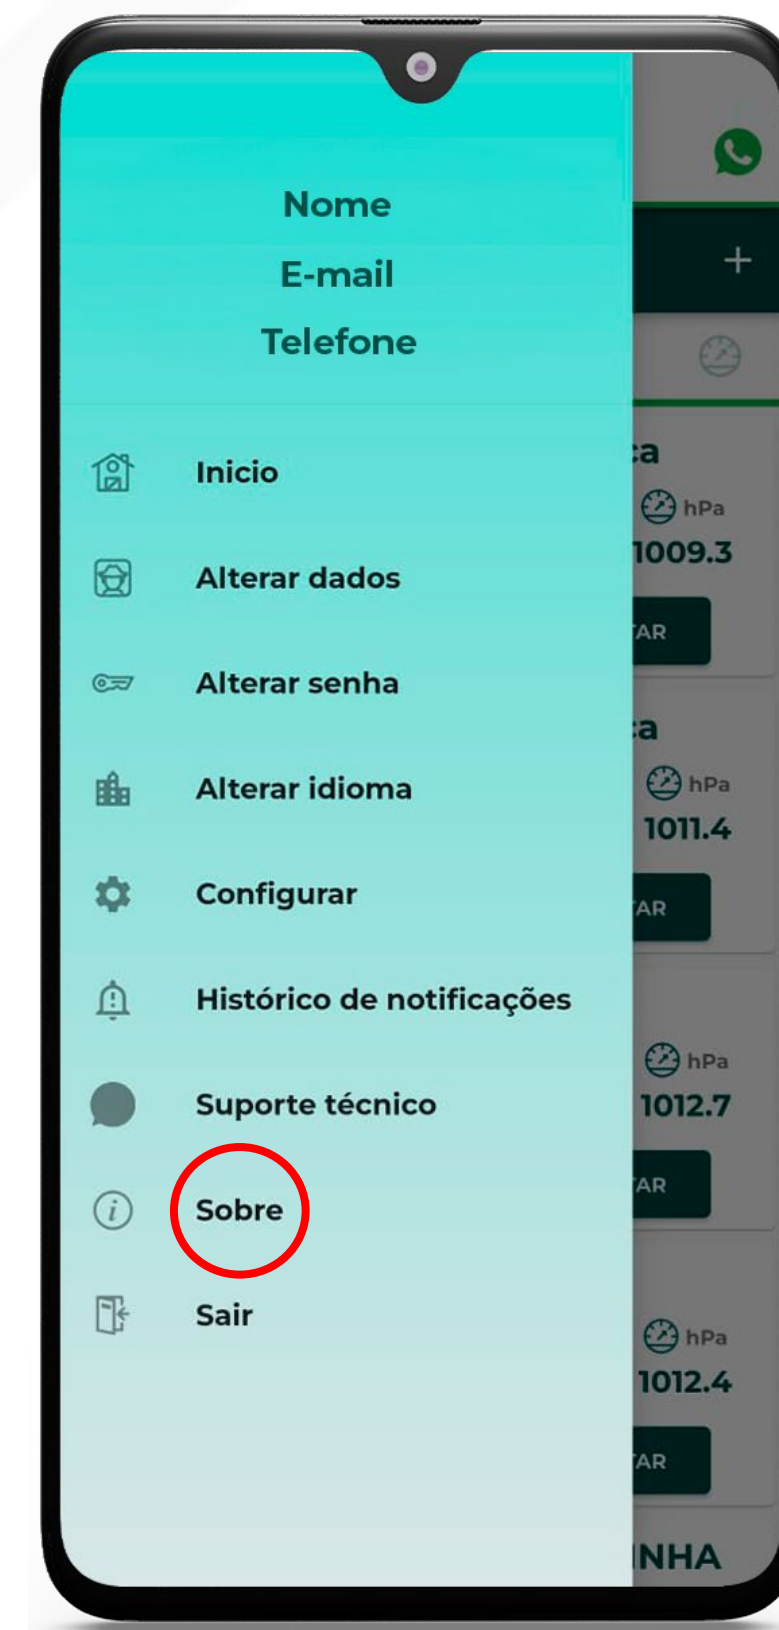 Nome
E-mail
Telefone
Inicio
Alterar dados
Alterar senha
Alterar idioma
Configurar
Histórico de notificações
Suporte técnico
Sobre
Sair
hPa
1009.3
hPa
1011.4
hPa
1012.7
hPa
1012.4